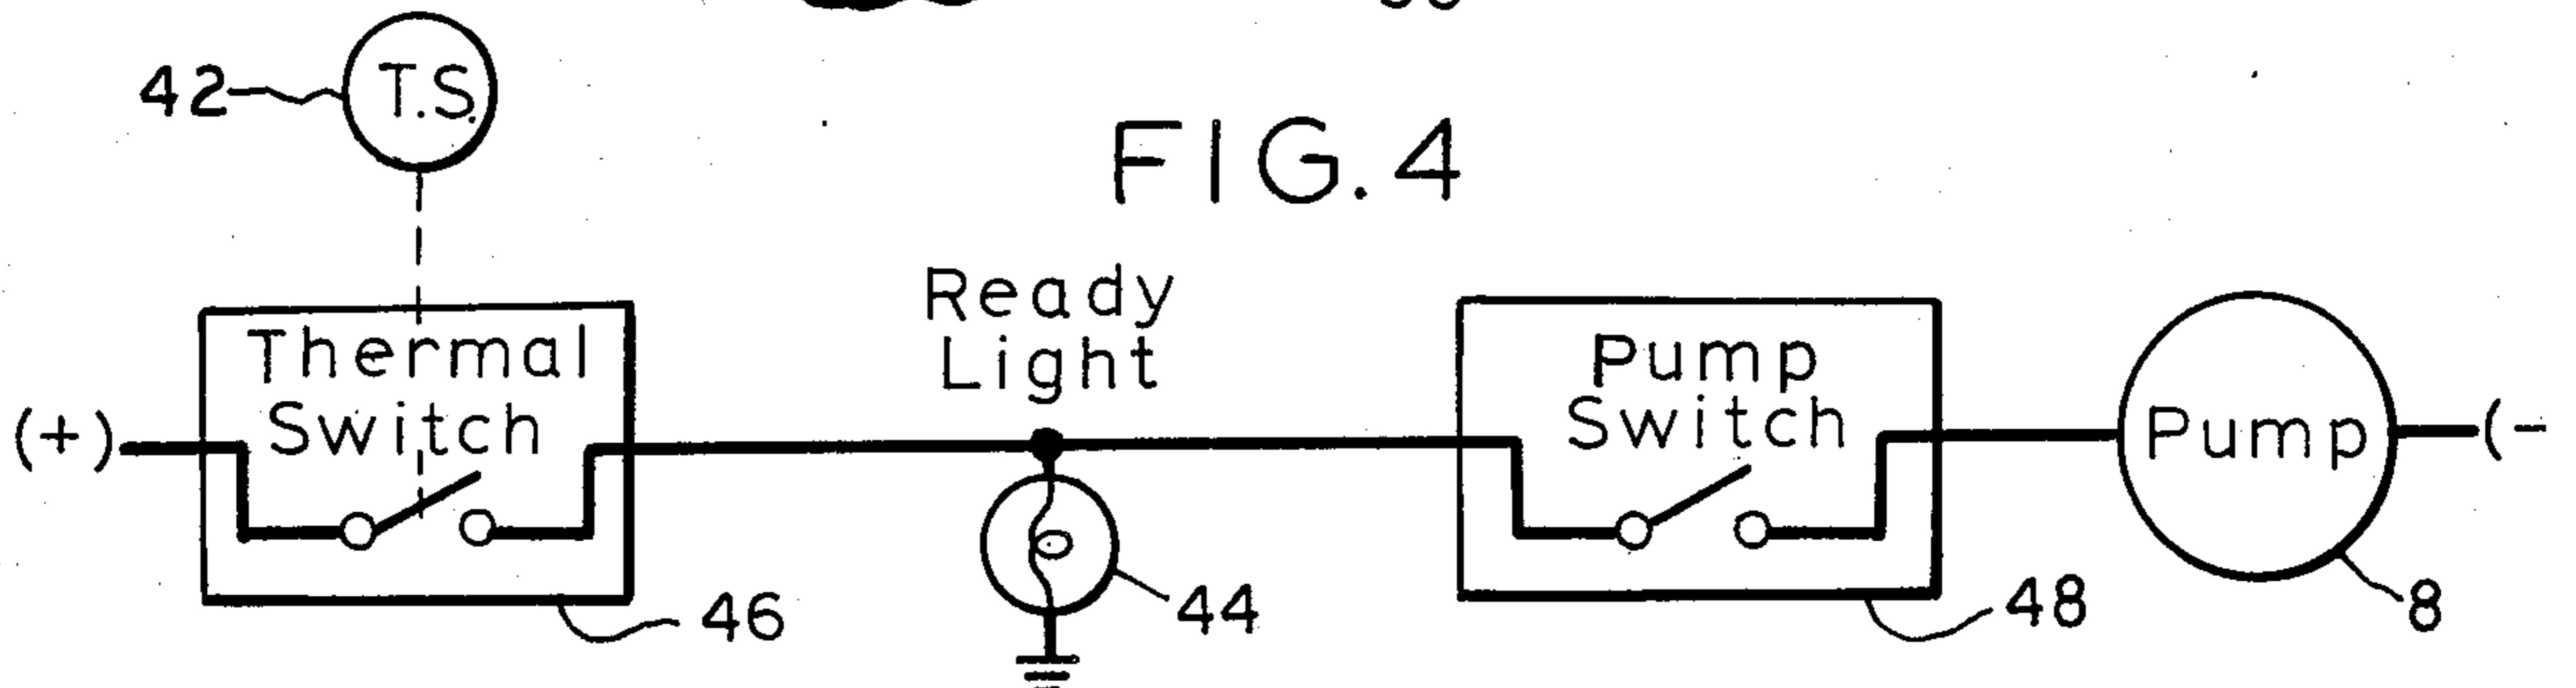 42
T.S.
FIG. 4
Ready
Light
Thermal
Switch
Pump
Switch
(+)
Pump
(-
46
44
48
8